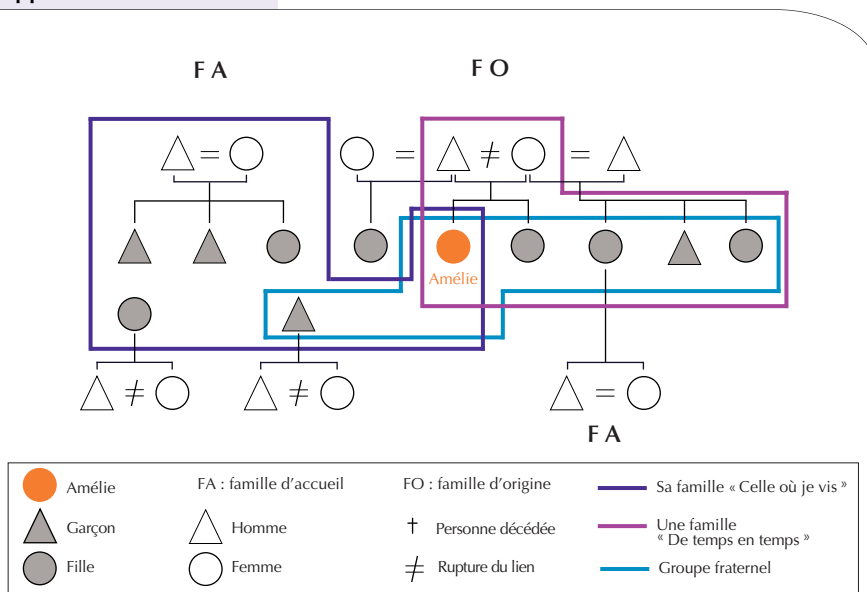 F A
F O
Amélie
F A
Amélie
FA : famille d'accueil
FO : famille d'origine
Sa famille « Celle où je vis »
Garçon
Homme
† Personne décédée
Une famille
« De temps en temps »
Fille
Femme
≠ Rupture du lien
Groupe fraternel